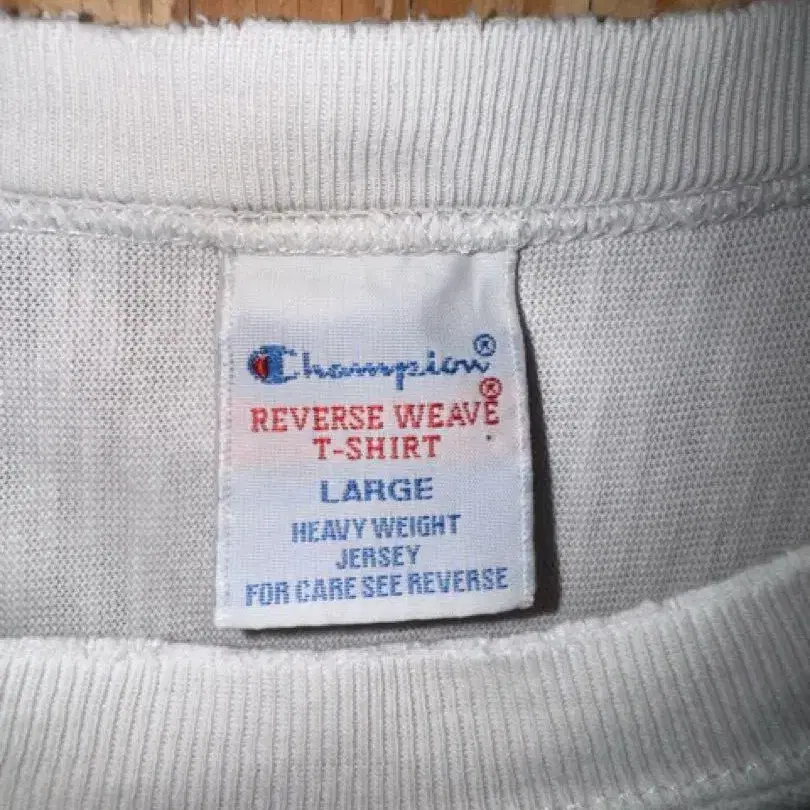 Champion®
REVERSE WEAVE®
T-SHIRT
LARGE
HEAVY WEIGHT
JERSEY
FOR CARE SEE REVERSE